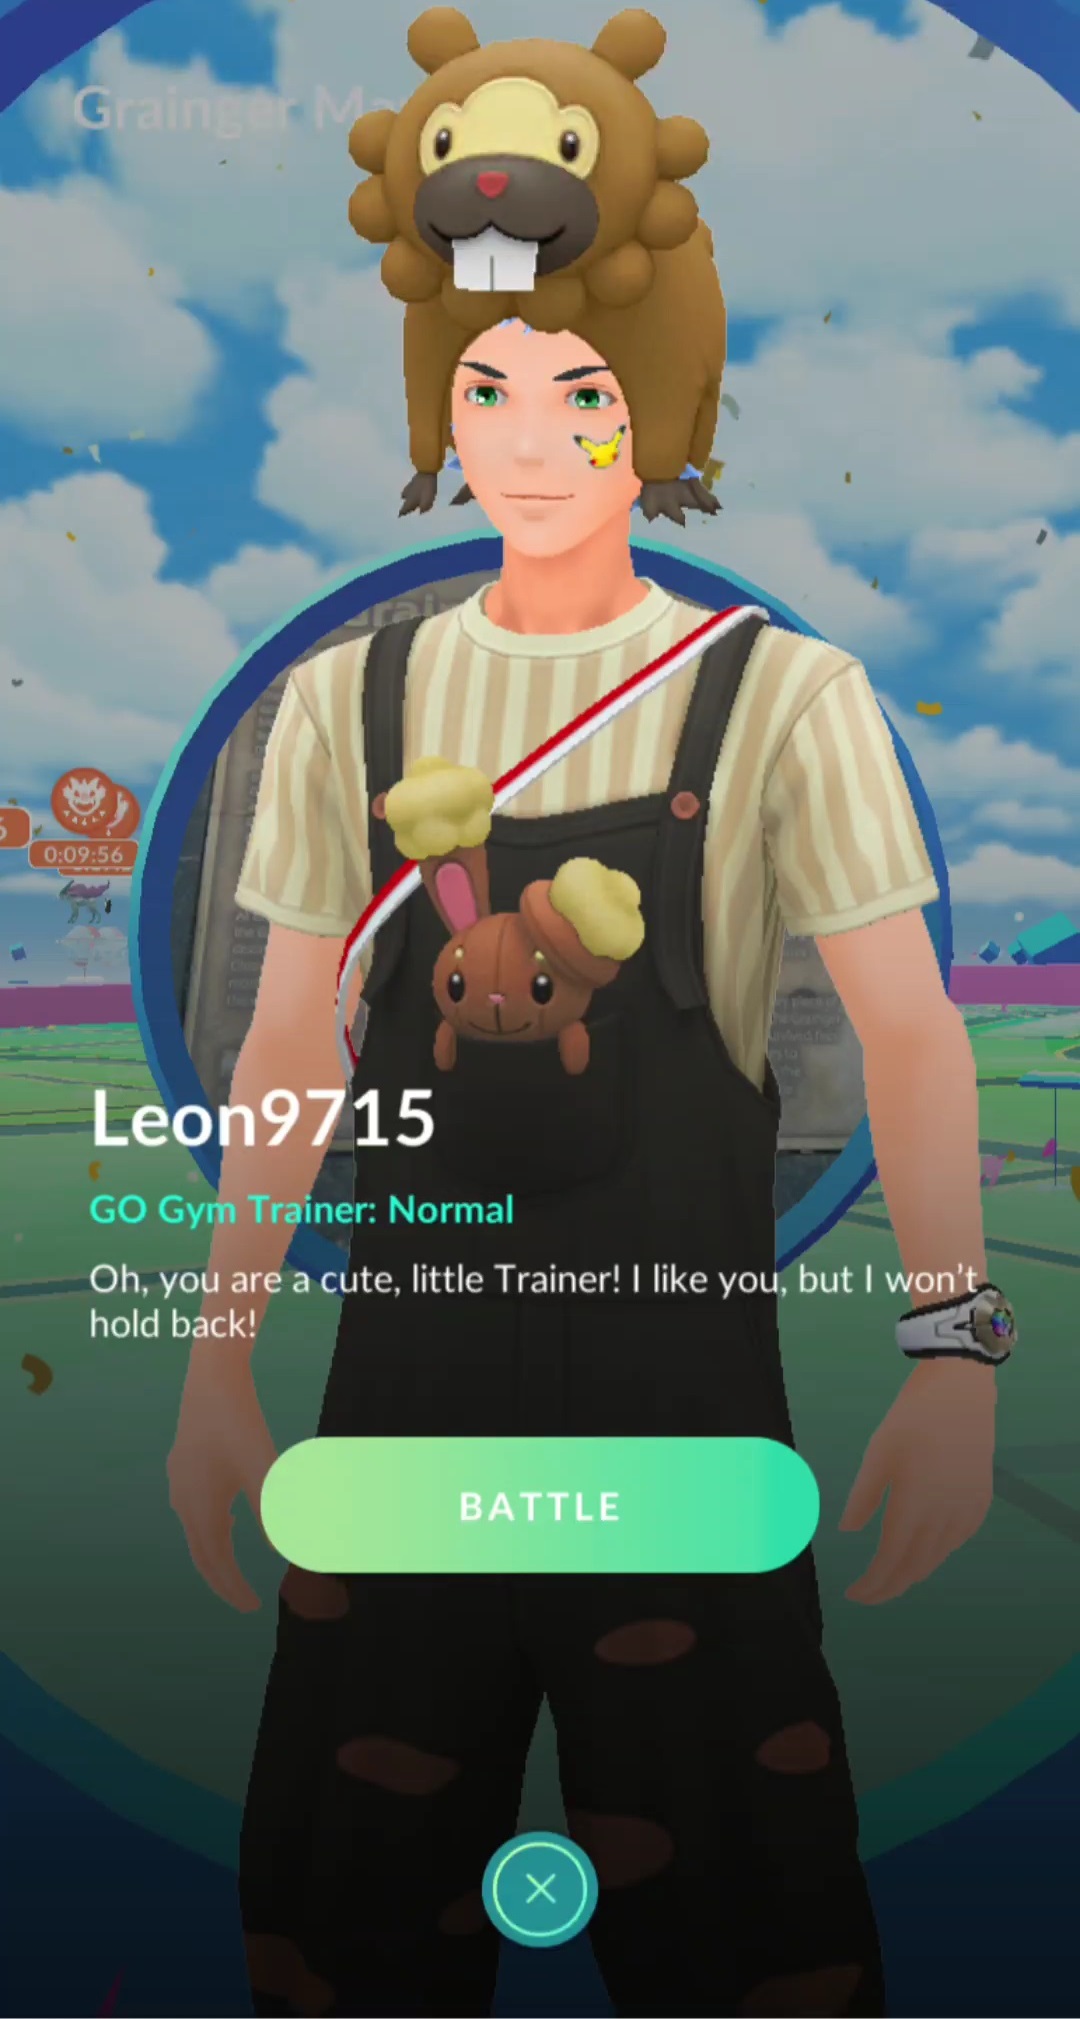 Grainger
0:09:56
Leon9715
GO Gym Trainer: Normal
Oh, you are a cute, little Trainer! I like you, but I won't
hold back!
BATTLE